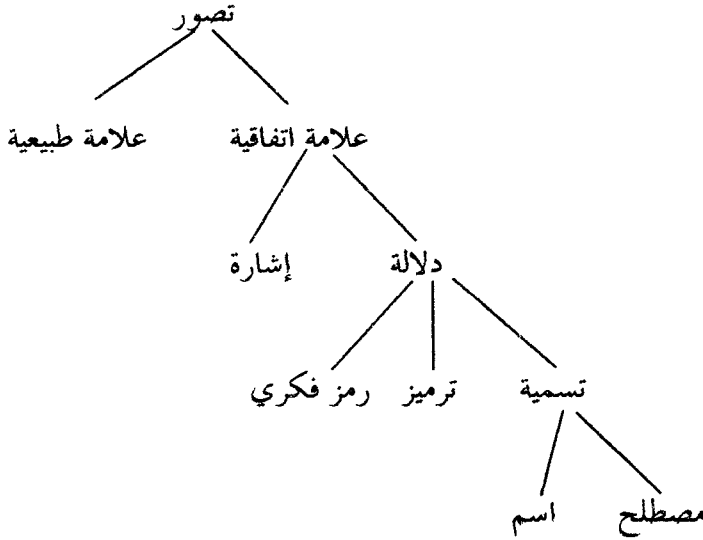 تصور
علامة اتفاقية علامة طبيعية
دلالة إشارة
تسمية ترميز رمز فكري
مصطلح اسم